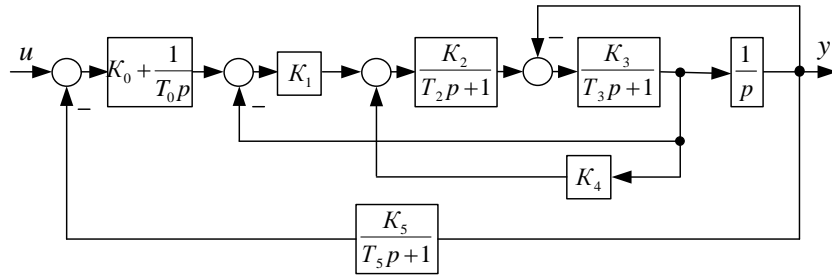 u
K₀ + 1/(T₀p)
K₁
K₂/(T₂p+1)
−
K₃/(T₃p+1)
1/p
y
−
−
K₄
K₅/(T₅p+1)